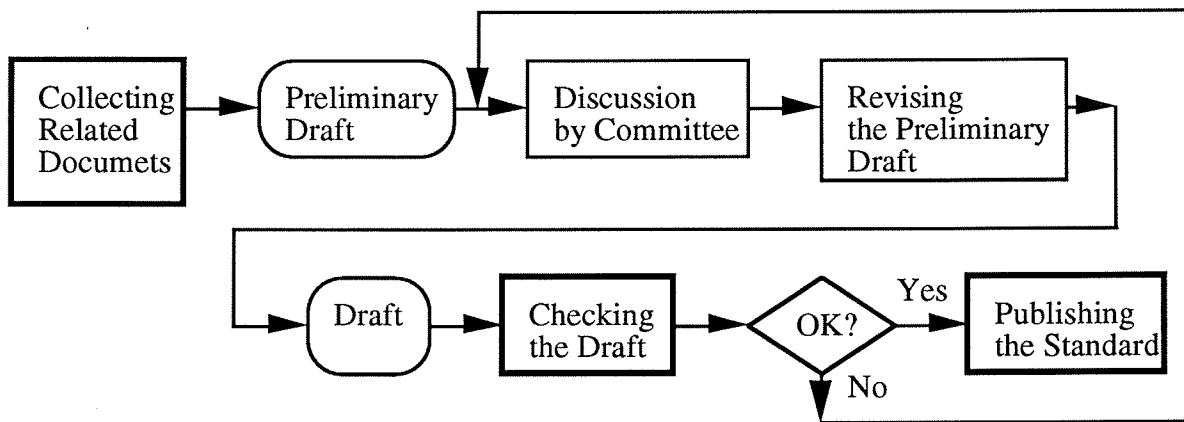 Collecting
Related
Documets
Preliminary
Draft
Discussion
by Committee
Revising
the Preliminary
Draft
Draft
Checking
the Draft
OK?
Yes
No
Publishing
the Standard